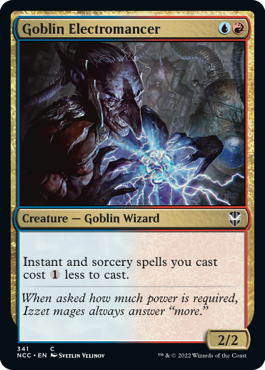 Goblin Electromancer
Creature — Goblin Wizard
Instant and sorcery spells you cast
cost 1 less to cast.
When asked how much power is required,
Izzet mages always answer “more.”
2/2
341 C
NCC • EN Svetlin Velinov
™ & © 2022 Wizards of the Coast